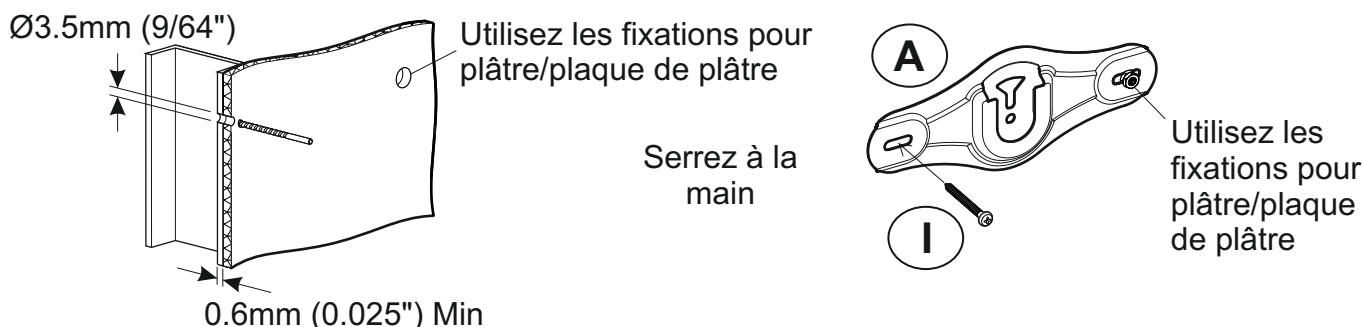 Ø3.5mm (9/64")
Utilisez les fixations pour
plâtre/plaque de plâtre
0.6mm (0.025") Min
Serrez à la
main
A
I
Utilisez les
fixations pour
plâtre/plaque
de plâtre